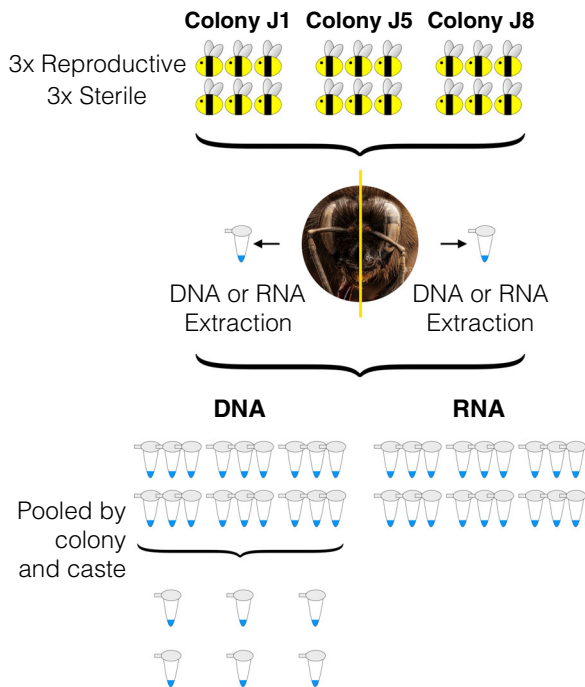 Colony J1 Colony J5 Colony J8
3x Reproductive
3x Sterile
DNA or RNA
Extraction
DNA or RNA
Extraction
DNA
RNA
Pooled by
colony
and caste